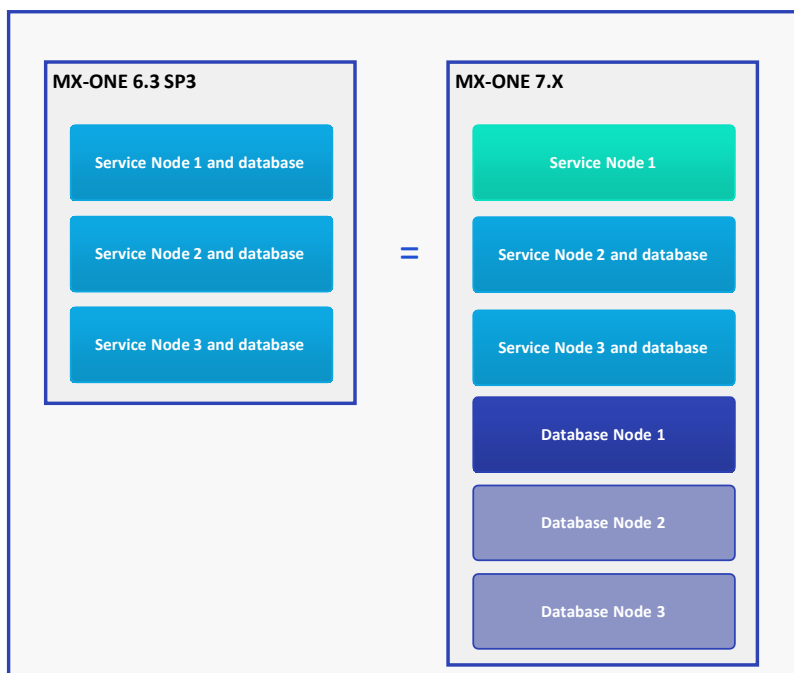 MX-ONE 6.3 SP3
Service Node 1 and database
Service Node 2 and database
Service Node 3 and database
=
MX-ONE 7.X
Service Node 1
Service Node 2 and database
Service Node 3 and database
Database Node 1
Database Node 2
Database Node 3